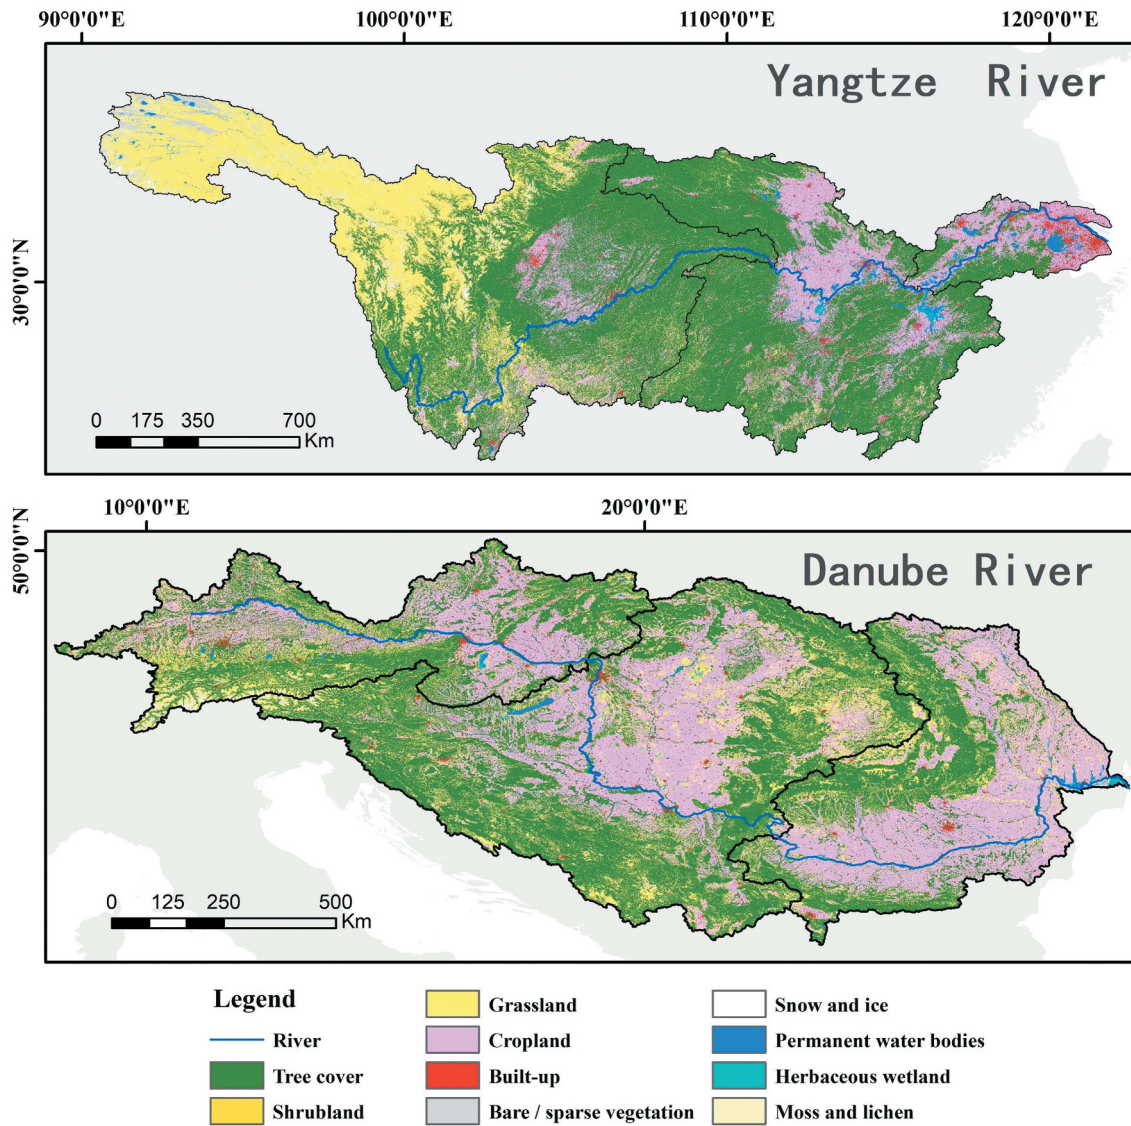 90°0'0"E 100°0'0"E 110°0'0"E 120°0'0"E
Yangtze River
30°0'0"N
0 175 350 700
Km
10°0'0"E 20°0'0"E
50°0'0"N
Danube River
0 125 250 500
Km
Legend
River
Tree cover
Shrubland
Grassland
Cropland
Built-up
Bare / sparse vegetation
Snow and ice
Permanent water bodies
Herbaceous wetland
Moss and lichen